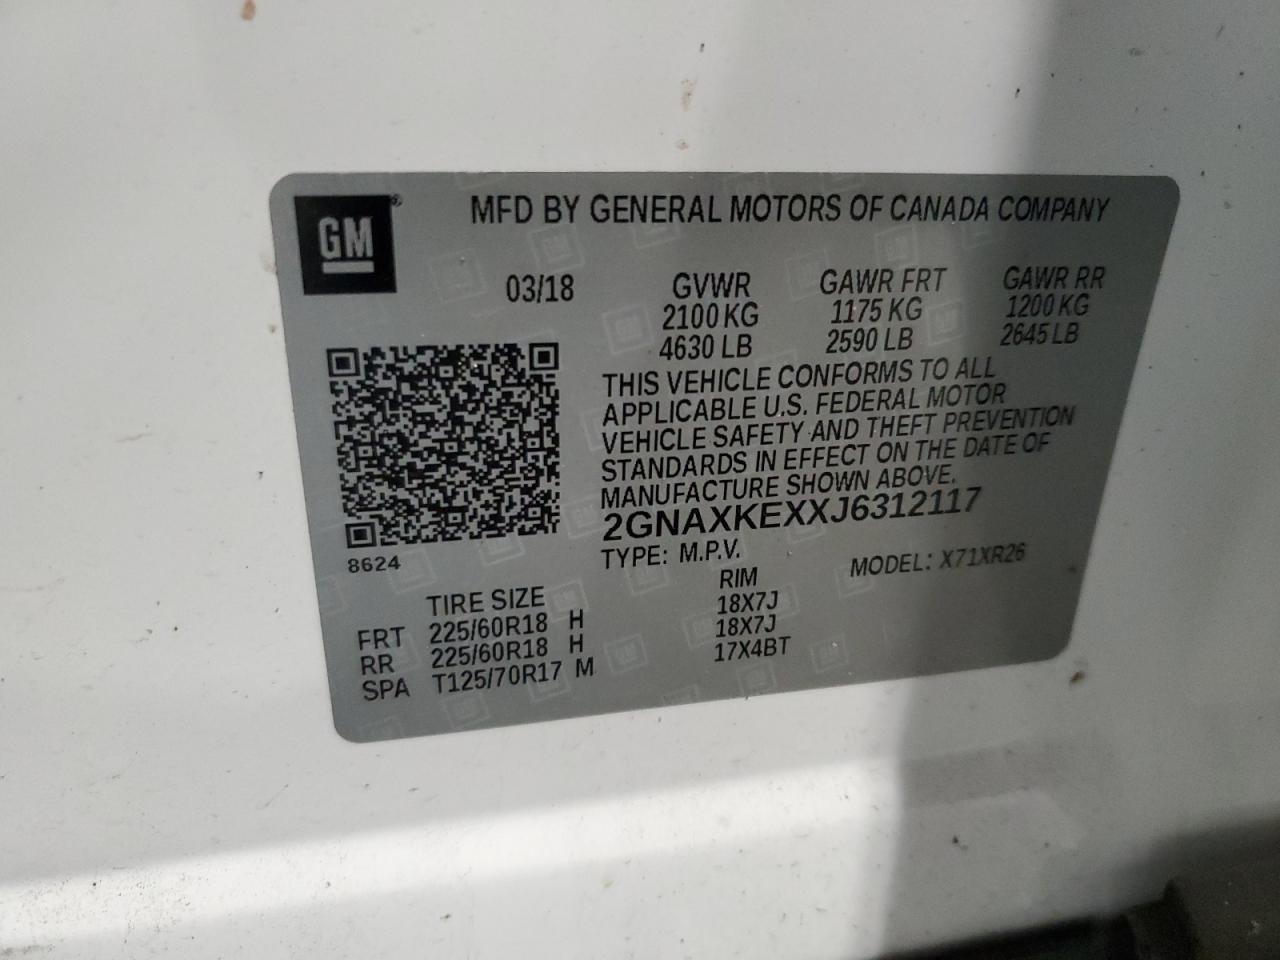 GM
MFD BY GENERAL MOTORS OF CANADA COMPANY
03/18 GVWR GAWR FRT GAWR RR
2100 KG 1175 KG 1200 KG
4630 LB 2590 LB 2645 LB
THIS VEHICLE CONFORMS TO ALL
APPLICABLE U.S. FEDERAL MOTOR
VEHICLE SAFETY AND THEFT PREVENTION
STANDARDS IN EFFECT ON THE DATE OF
MANUFACTURE SHOWN ABOVE.
2GNAXKEXXJ6312117
8624
TYPE: M.P.V. MODEL: X71XR26
TIRE SIZE RIM
FRT 225/60R18 H 18X7J
RR 225/60R18 H 18X7J
SPA T125/70R17 M 17X4BT